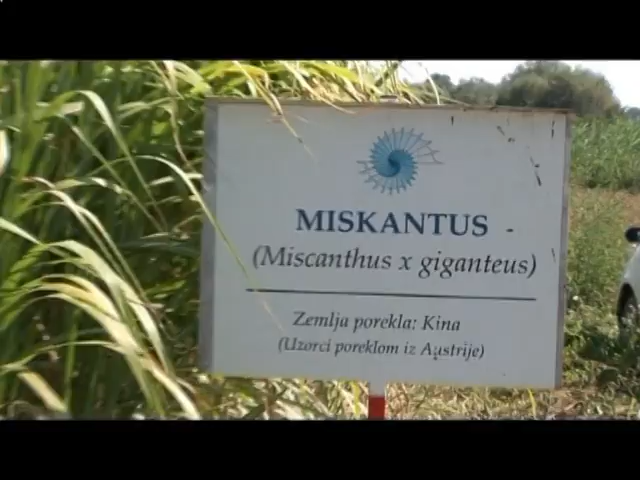 MISKANTUS -
(Miscanthus x giganteus)
Zemlja porekla: Kina
(Uzorci poreklom iz Austrije)